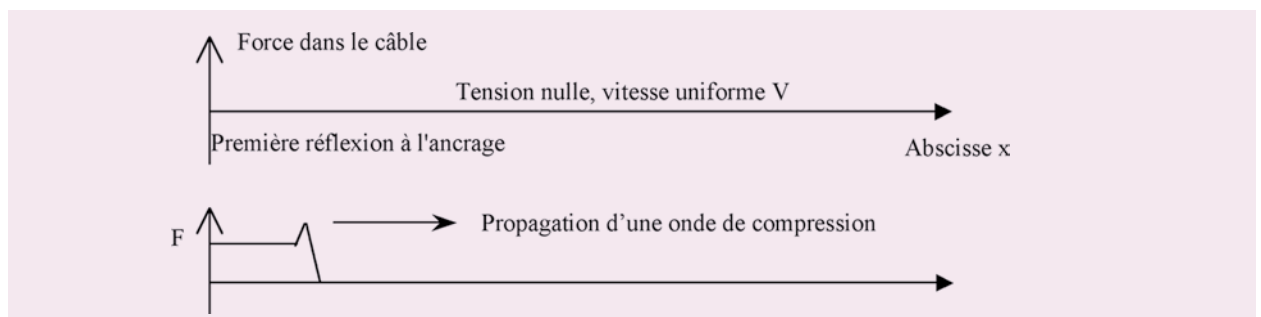 Force dans le câble
Tension nulle, vitesse uniforme V
Première réflexion à l'ancrage
Abscisse x
F
Propagation d’une onde de compression